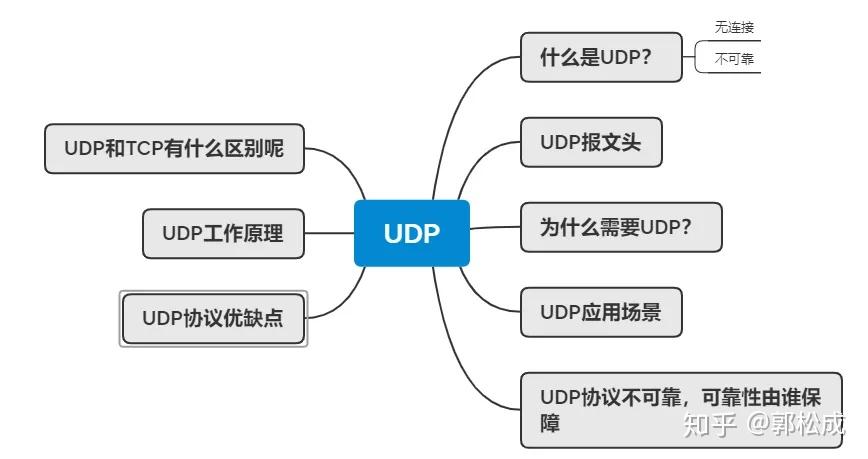 无连接
什么是UDP？
不可靠
UDP和TCP有什么区别呢
UDP报文头
UDP
UDP工作原理
为什么需要UDP？
UDP协议优缺点
UDP应用场景
UDP协议不可靠，可靠性由谁保
障
知乎 @郭松成